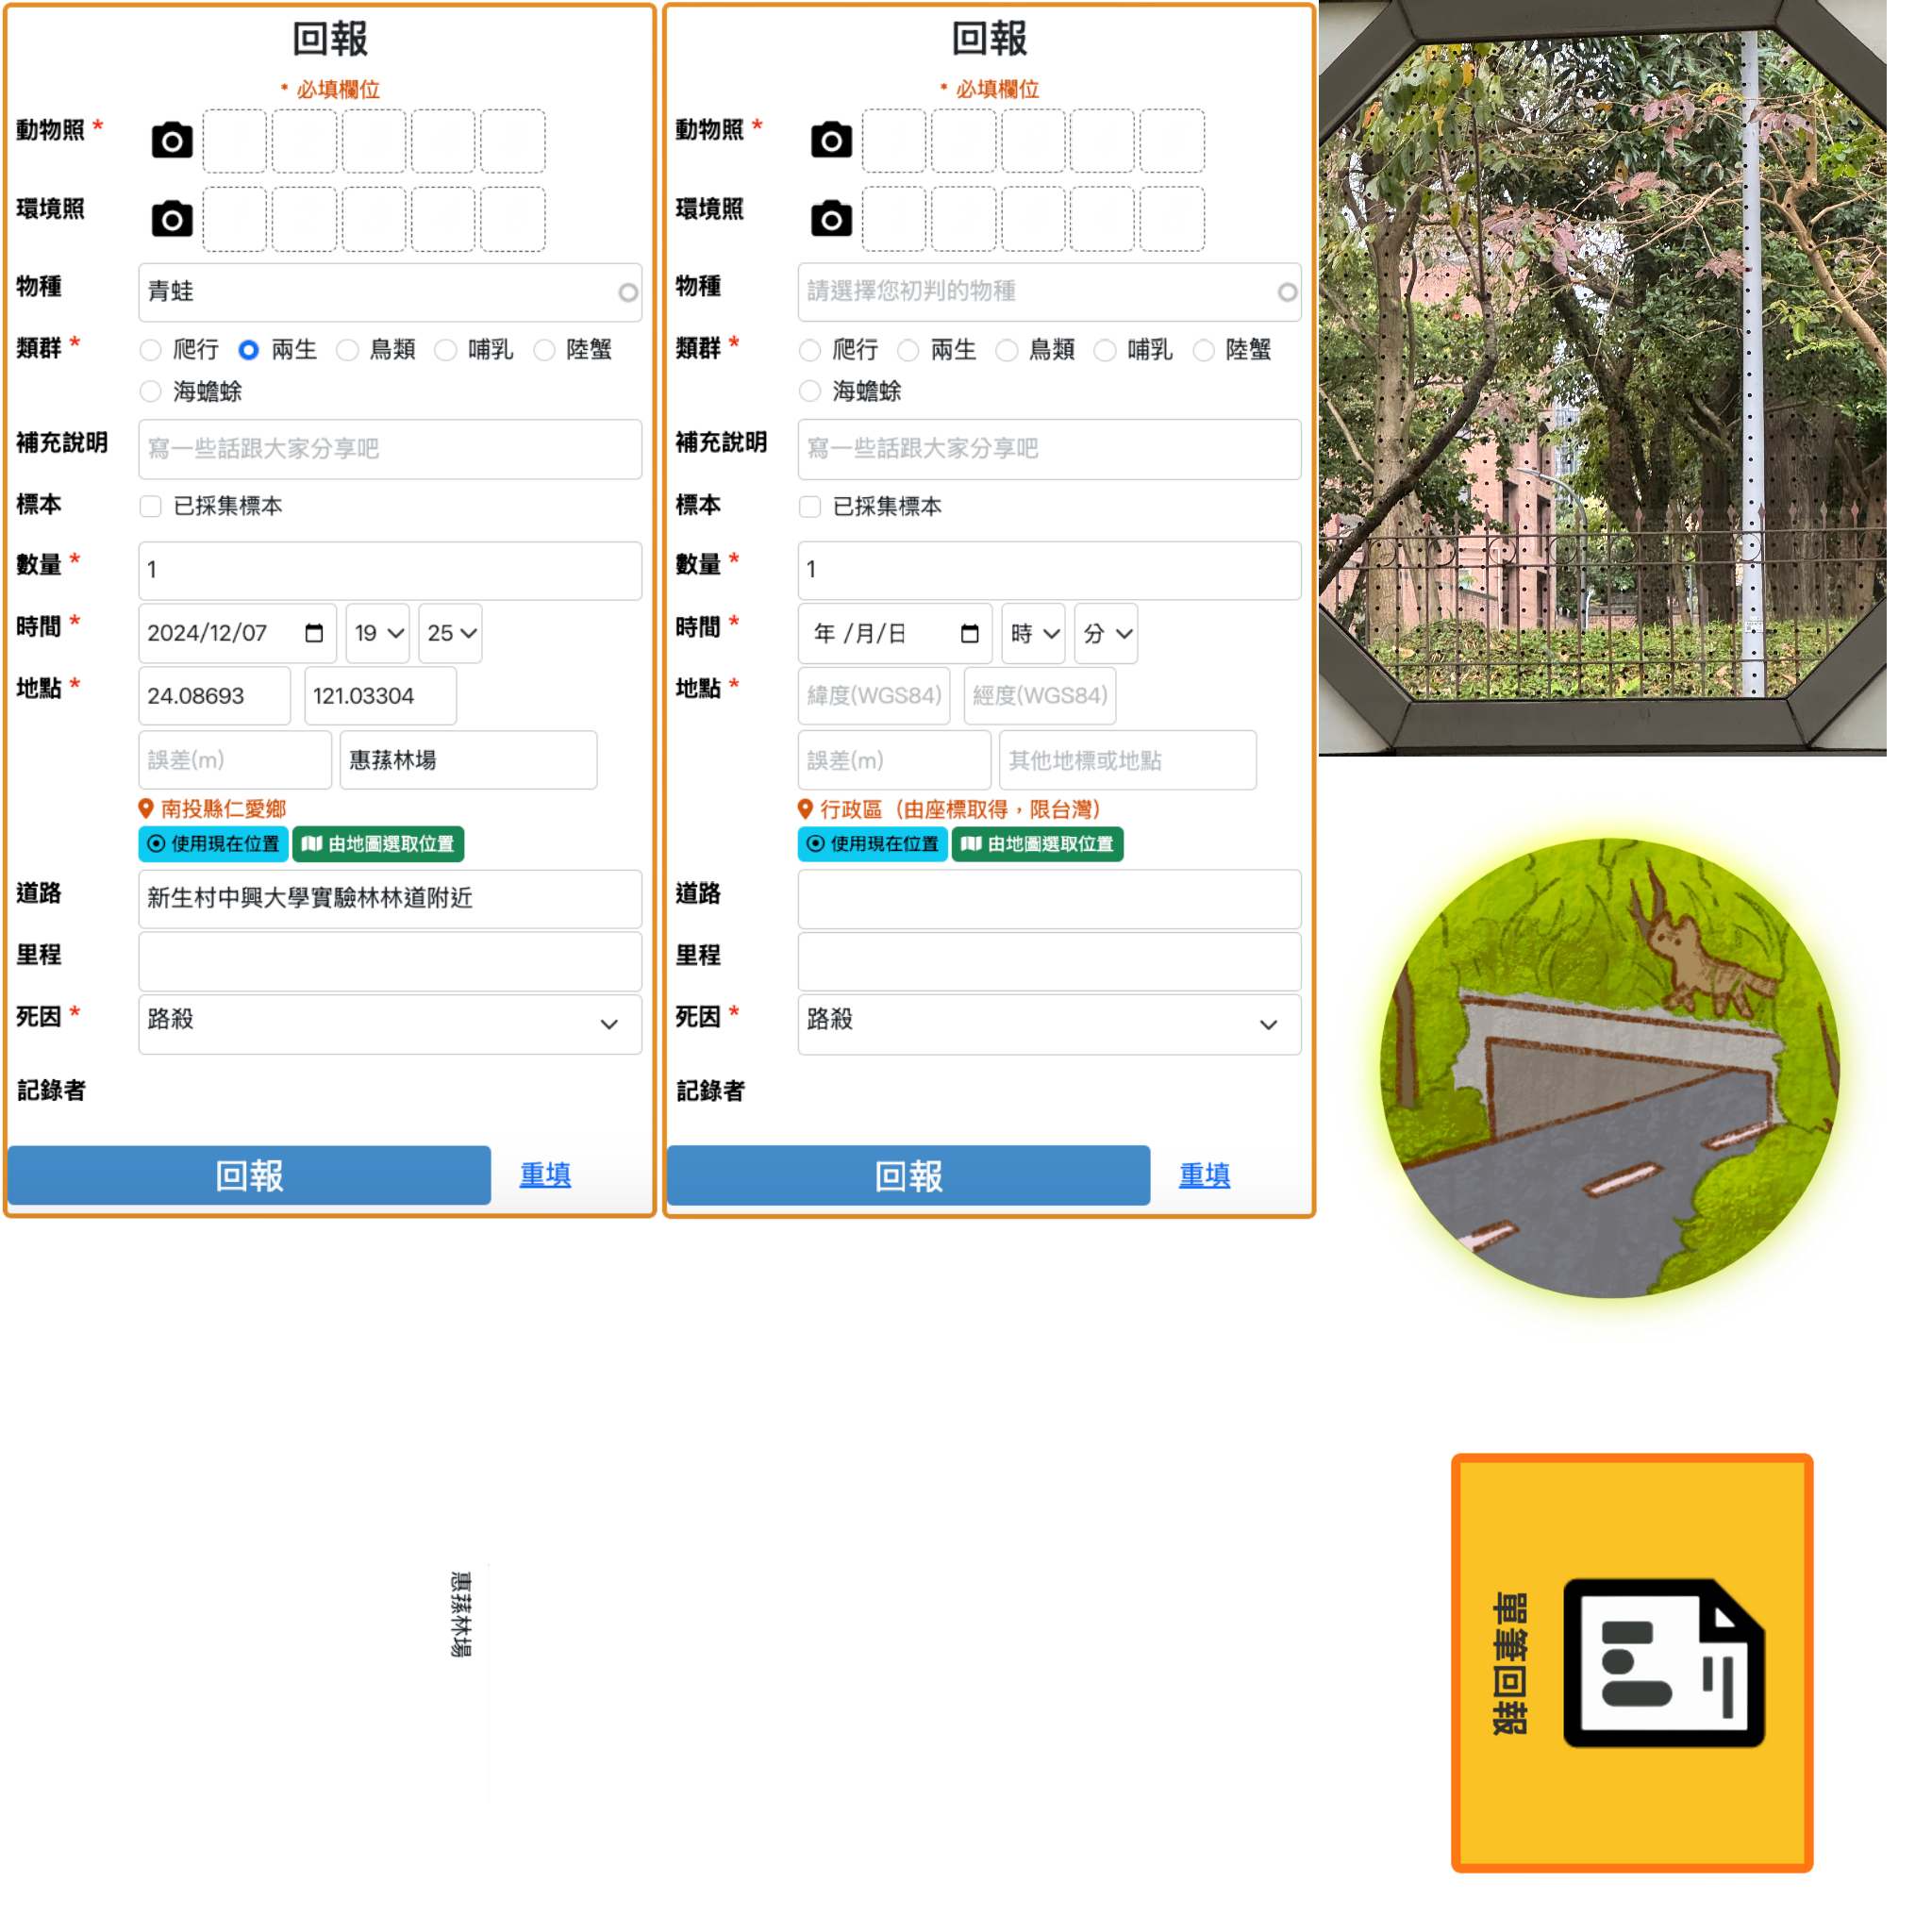 回報
* 必填欄位
動物照 *
環境照
物種 青蛙
類群 * 爬行 兩生 鳥類 哺乳 陸蟹
海蟾蜍
補充說明 寫一些話跟大家分享吧
標本 已採集標本
數量 * 1
時間 * 2024/12/07 19 25
地點 * 24.08693 121.03304
誤差(m) 惠蓀林場
南投縣仁愛鄉
使用現在位置 由地圖選取位置
道路 新生村中興大學實驗林林道附近
里程
死因 * 路殺
記錄者
回報 重填
回報
* 必填欄位
動物照 *
環境照
物種 請選擇您初判的物種
類群 * 爬行 兩生 鳥類 哺乳 陸蟹
海蟾蜍
補充說明 寫一些話跟大家分享吧
標本 已採集標本
數量 * 1
時間 * 年 /月/日 時 分
地點 * 緯度(WGS84) 經度(WGS84)
誤差(m) 其他地標或地點
行政區（由座標取得，限台灣）
使用現在位置 由地圖選取位置
道路
里程
死因 * 路殺
記錄者
回報 重填
惠蓀林場
單筆回報